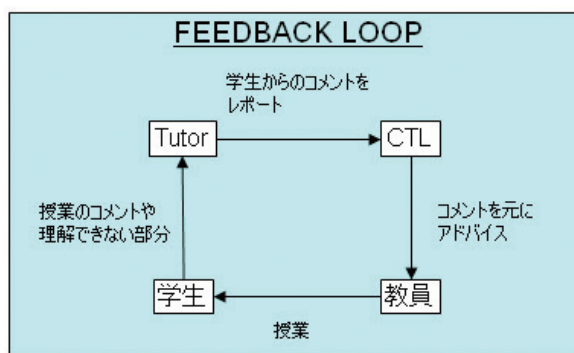 FEEDBACK LOOP
学生からのコメントを
レポート
Tutor
CTL
授業のコメントや
理解できない部分
コメントを元に
アドバイス
学生
教員
授業